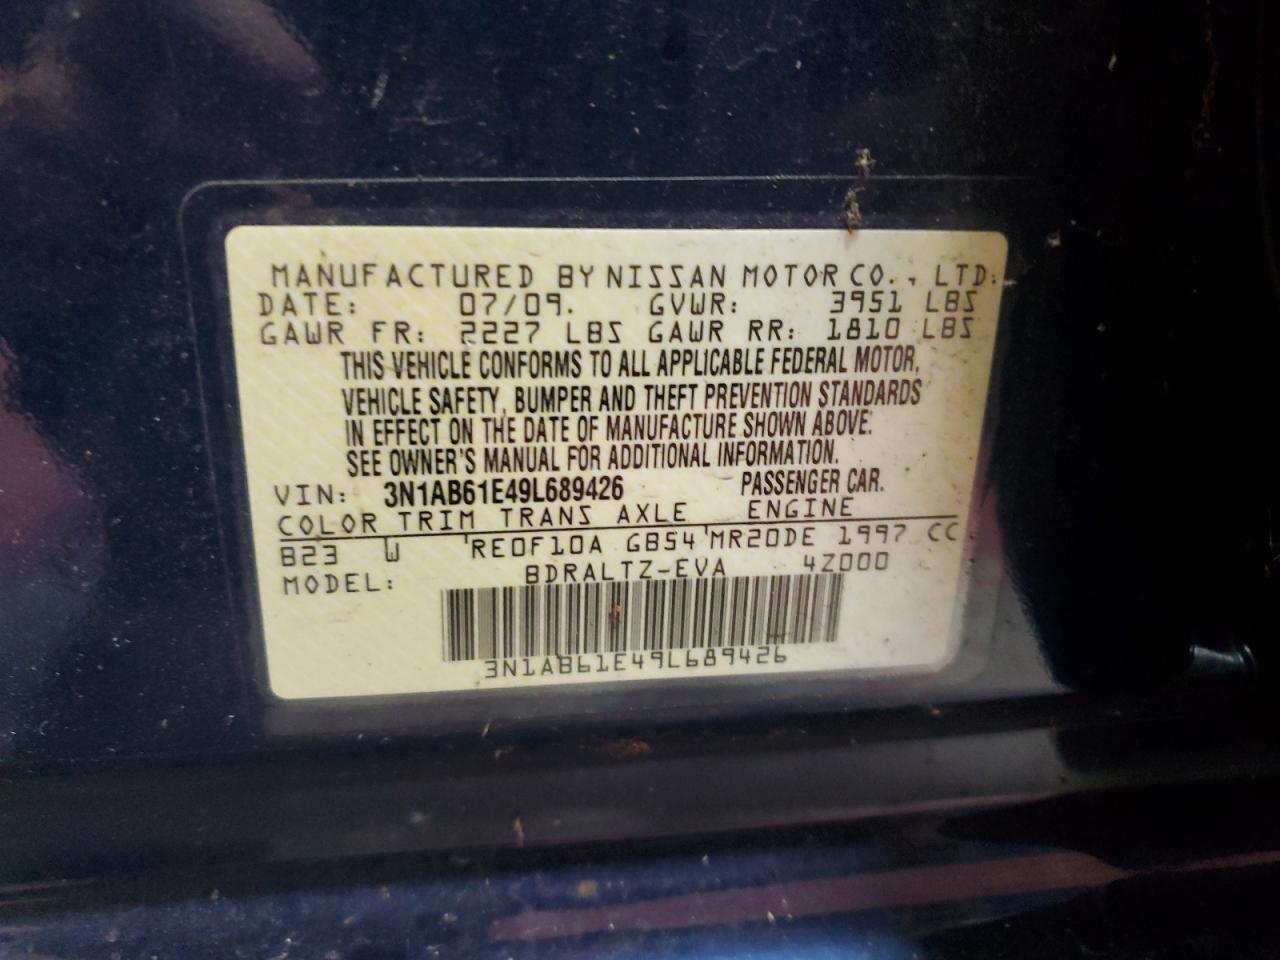 MANUFACTURED BY NISSAN MOTOR CO., LTD.
DATE: 07/09. GVWR: 3951 LBS
GAWR FR: 2227 LBS GAWR RR: 1810 LBS
THIS VEHICLE CONFORMS TO ALL APPLICABLE FEDERAL MOTOR,
VEHICLE SAFETY, BUMPER AND THEFT PREVENTION STANDARDS
IN EFFECT ON THE DATE OF MANUFACTURE SHOWN ABOVE.
SEE OWNER'S MANUAL FOR ADDITIONAL INFORMATION.
VIN: 3N1AB61E49L689426 PASSENGER CAR.
COLOR TRIM TRANS AXLE ENGINE
B23 W RE0F10A GB54 MR20DE 1997 CC
MODEL: BDRALTZ-EVA 4Z000
3N1AB61E49L689426